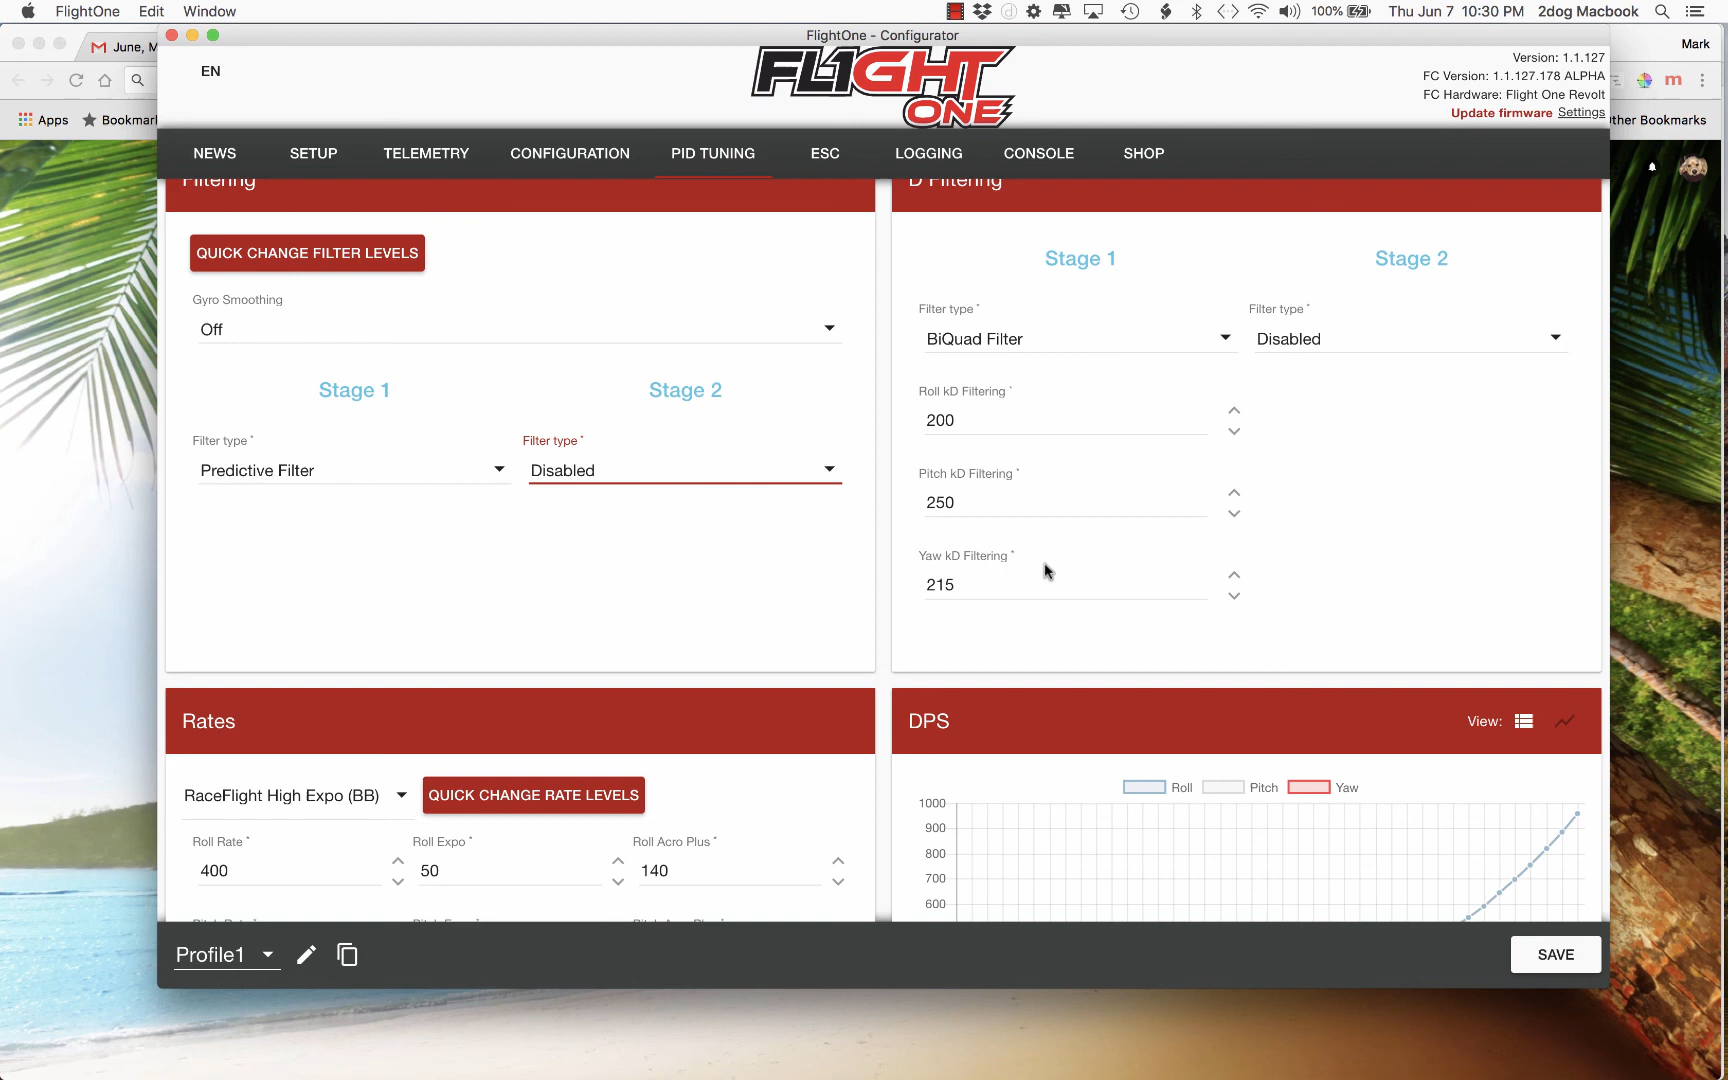 FlightOne Edit Window
100% Thu Jun 7 10:30 PM 2dog Macbook
June, M
FlightOne - Configurator
Mark
EN
FL1GHT
ONE
Version: 1.1.127
FC Version: 1.1.127.178 ALPHA
FC Hardware: Flight One Revolt
Update firmware Settings
Apps Bookmar
ther Bookmarks
NEWS SETUP TELEMETRY CONFIGURATION PID TUNING ESC LOGGING CONSOLE SHOP
Filtering
QUICK CHANGE FILTER LEVELS
Gyro Smoothing
Off
Stage 1 Stage 2
Filter type * Filter type *
Predictive Filter Disabled
D Filtering
Stage 1 Stage 2
Filter type * Filter type *
BiQuad Filter Disabled
Roll kD Filtering *
200
Pitch kD Filtering *
250
Yaw kD Filtering *
215
Rates
RaceFlight High Expo (BB) QUICK CHANGE RATE LEVELS
Roll Rate * Roll Expo * Roll Acro Plus *
400 50 140
DPS View:
Roll Pitch Yaw
1000
900
800
700
600
Profile1
SAVE